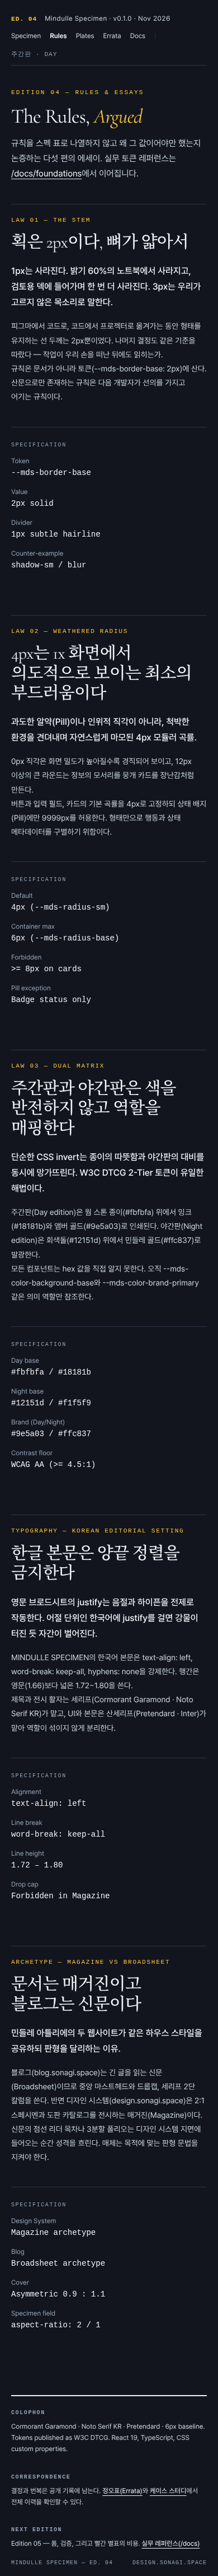 ED. 04 Mindulle Specimen · v0.1.0 · Nov 2026
Specimen Rules Plates Errata Docs
주간판 · DAY
EDITION 04 — RULES & ESSAYS
The Rules, Argued
규칙을 스펙 표로 나열하지 않고 왜 그 값이어야만 했는지
논증하는 다섯 편의 에세이. 실무 토큰 레퍼런스는
/docs/foundations에서 이어집니다.
LAW 01 — THE STEM
획은 2px이다, 뼈가 얇아서
1px는 사라진다. 밝기 60%의 노트북에서 사라지고,
검토용 덱에 들어가며 한 번 더 사라진다. 3px는 우리가
고르지 않은 목소리로 말한다.
피그마에서 코드로, 코드에서 프로젝터로 옮겨가는 동안 형태를
유지하는 선 두께는 2px뿐이었다. 나머지 결정도 같은 기준을
따랐다 — 작업이 우리 손을 떠난 뒤에도 읽히는가.
규칙은 문서가 아니라 토큰(--mds-border-base: 2px)에 산다.
산문으로만 존재하는 규칙은 다음 개발자가 선의를 가지고
어기는 규칙이다.
SPECIFICATION
Token
--mds-border-base
Value
2px solid
Divider
1px subtle hairline
Counter-example
shadow-sm / blur
LAW 02 — WEATHERED RADIUS
4px는 1x 화면에서
의도적으로 보이는 최소의
부드러움이다
과도한 알약(Pill)이나 인위적 직각이 아니라, 척박한
환경을 견뎌내며 자연스럽게 마모된 4px 모듈러 곡률.
0px 직각은 화면 밀도가 높아질수록 경직되어 보이고, 12px
이상의 큰 라운드는 정보의 모서리를 뭉개 카드를 장난감처럼
만든다.
버튼과 입력 필드, 카드의 기본 곡률을 4px로 고정하되 상태 배지
(Pill)에만 9999px를 허용한다. 형태만으로 행동과 상태
메타데이터를 구별하기 위함이다.
SPECIFICATION
Default
4px (--mds-radius-sm)
Container max
6px (--mds-radius-base)
Forbidden
>= 8px on cards
Pill exception
Badge status only
LAW 03 — DUAL MATRIX
주간판과 야간판은 색을
반전하지 않고 역할을
매핑한다
단순한 CSS invert는 종이의 따뜻함과 야간판의 대비를
동시에 망가뜨린다. W3C DTCG 2-Tier 토큰이 유일한
해법이다.
주간판(Day edition)은 웜 스톤 종이(#fbfbfa) 위에서 잉크
(#18181b)와 앰버 골드(#9e5a03)로 인쇄된다. 야간판(Night
edition)은 회색돌(#12151d) 위에서 민들레 골드(#ffc837)로
발광한다.
모든 컴포넌트는 hex 값을 직접 알지 못한다. 오직 --mds-
color-background-base와 --mds-color-brand-primary
같은 의미 역할만 참조한다.
SPECIFICATION
Day base
#fbfbfa / #18181b
Night base
#12151d / #f1f5f9
Brand (Day/Night)
#9e5a03 / #ffc837
Contrast floor
WCAG AA (>= 4.5:1)
TYPOGRAPHY — KOREAN EDITORIAL SETTING
한글 본문은 양끝 정렬을
금지한다
영문 브로드시트의 justify는 음절과 하이픈을 전제로
작동한다. 어절 단위인 한국어에 justify를 걸면 강물이
터진 듯 자간이 벌어진다.
MINDULLE SPECIMEN의 한국어 본문은 text-align: left,
word-break: keep-all, hyphens: none을 강제한다. 행간은
영문(1.66)보다 넓은 1.72–1.80을 쓴다.
제목과 전시 활자는 세리프(Cormorant Garamond · Noto
Serif KR)가 맡고, UI와 본문은 산세리프(Pretendard · Inter)가
맡아 역할이 섞이지 않게 분리한다.
SPECIFICATION
Alignment
text-align: left
Line break
word-break: keep-all
Line height
1.72 – 1.80
Drop cap
Forbidden in Magazine
ARCHETYPE — MAGAZINE VS BROADSHEET
문서는 매거진이고
블로그는 신문이다
민들레 아틀리에의 두 웹사이트가 같은 하우스 스타일을
공유하되 판형을 달리하는 이유.
블로그(blog.sonagi.space)는 긴 글을 읽는 신문
(Broadsheet)이므로 중앙 마스트헤드와 드롭캡, 세리프 2단
칼럼을 쓴다. 반면 디자인 시스템(design.sonagi.space)은 2:1
스페시멘과 도판 카탈로그를 전시하는 매거진(Magazine)이다.
신문의 점선 리더 목차나 3분할 폴리오는 디자인 시스템 지면에
들어오는 순간 성격을 흐린다. 매체는 목적에 맞는 판형 문법을
지켜야 한다.
SPECIFICATION
Design System
Magazine archetype
Blog
Broadsheet archetype
Cover
Asymmetric 0.9 : 1.1
Specimen field
aspect-ratio: 2 / 1
COLOPHON
Cormorant Garamond · Noto Serif KR · Pretendard · 6px baseline.
Tokens published as W3C DTCG. React 19, TypeScript, CSS
custom properties.
CORRESPONDENCE
결정과 번복은 공개 기록에 남는다. 정오표(Errata)와 케이스 스터디에서
전체 이력을 확인할 수 있다.
NEXT EDITION
Edition 05 — 폼, 검증, 그리고 빨간 별표의 비용. 실무 레퍼런스(/docs)
MINDULLE SPECIMEN — ED. 04 DESIGN.SONAGI.SPACE